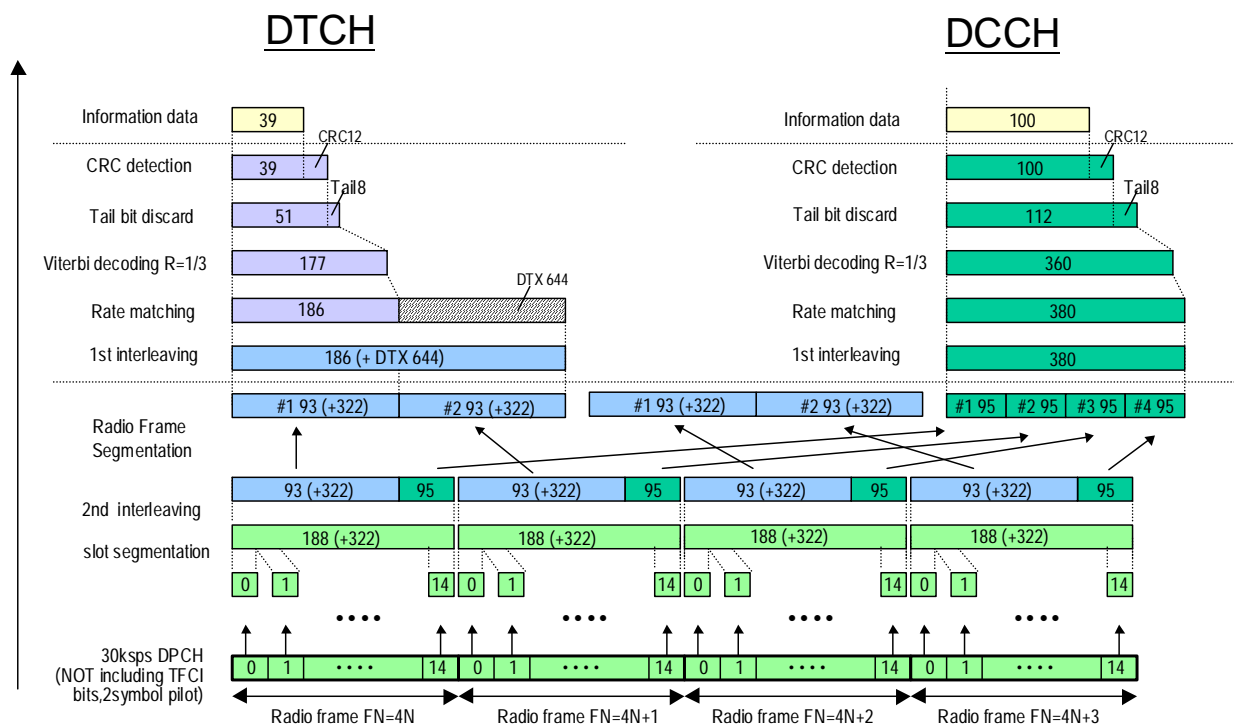 DTCH DCCH
Information data 39 Information data 100
CRC12 CRC12
CRC detection 39 CRC detection 100
Tail8 Tail8
Tail bit discard 51 Tail bit discard 112
Viterbi decoding R=1/3 177 Viterbi decoding R=1/3 360
DTX 644
Rate matching 186 Rate matching 380
1st interleaving 186 (+ DTX 644) 1st interleaving 380
#1 93 (+322) #2 93 (+322) #1 93 (+322) #2 93 (+322) #1 95 #2 95 #3 95 #4 95
Radio Frame
Segmentation
93 (+322) 95 93 (+322) 95 93 (+322) 95 93 (+322) 95
2nd interleaving
188 (+322) 188 (+322) 188 (+322) 188 (+322)
slot segmentation
0 1 14 0 1 14 0 1 14 0 1 14
•••• •••• •••• ••••
30ksps DPCH
(NOT including TFCI
bits,2symbol pilot)
0 1 •••• 14 0 1 •••• 14 0 1 •••• 14 0 1 •••• 14
Radio frame FN=4N Radio frame FN=4N+1 Radio frame FN=4N+2 Radio frame FN=4N+3